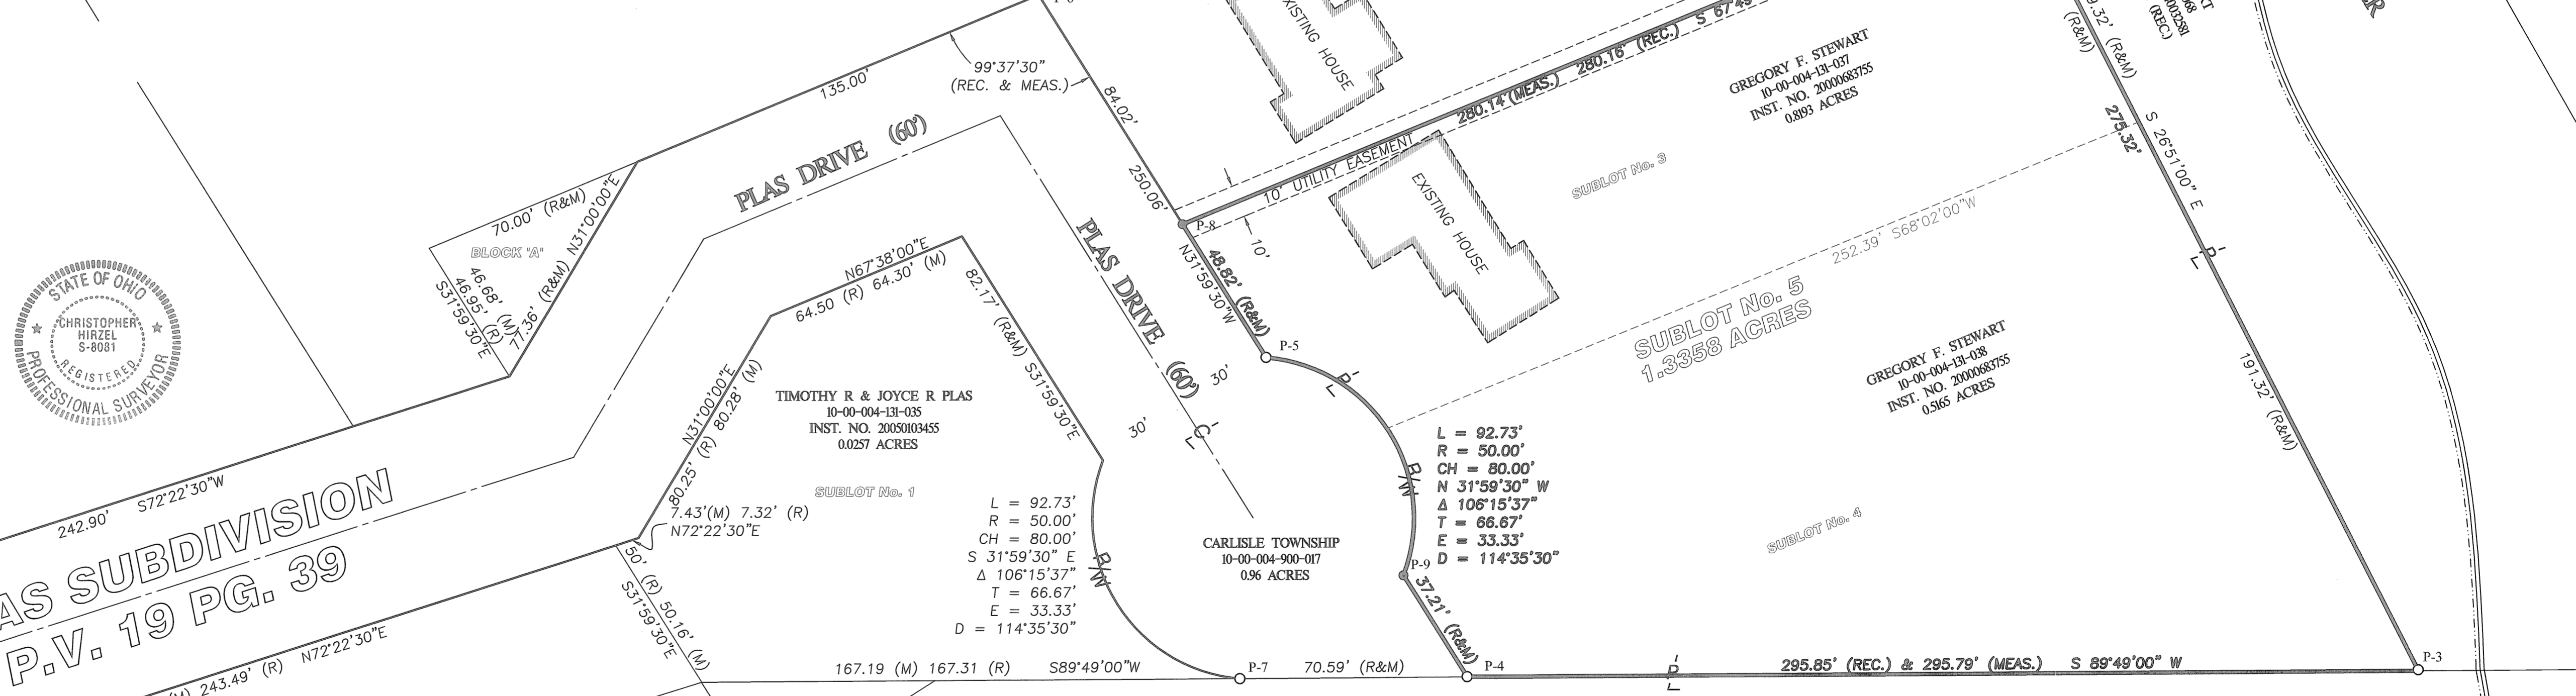 135.00'
99°37'30"
(REC. & MEAS.)
84.02'
250.06'
PLAS DRIVE (60')
EXISTING HOUSE
S 67°49'
280.14'(MEAS.) 280.16' (REC.)
10' UTILITY EASEMENT
10'
EXISTING HOUSE
GREGORY F. STEWART
10-00-004-131-037
INST. NO. 20000683755
0.8193 ACRES
SUBLOT No. 3
(R&M)
9.32' (R&M)
275.32'
S 26°51'00" E
(REC.)
70.00' (R&M)
BLOCK "A"
46.68' (M)
46.95' (R)
S31°59'30"E
77.36' (R&M) N31°00'00"E
STATE OF OHIO
CHRISTOPHER
HIRZEL
S-8081
REGISTERED
PROFESSIONAL SURVEYOR
N67°38'00"E
64.50 (R) 64.30' (M)
82.17' (R&M) S31°59'30"E
PLAS DRIVE (60')
30'
30'
CL
P-8
48.82' (R&M)
N31°59'30"W
P-5
PL
252.39' S68°02'00"W
SUBLOT No. 5
1.3358 ACRES
GREGORY F. STEWART
10-00-004-131-038
INST. NO. 20000683755
0.5165 ACRES
PL
191.32' (R&M)
N31°00'00"E
80.25' (R) 80.28' (M)
TIMOTHY R & JOYCE R PLAS
10-00-004-131-035
INST. NO. 20050103455
0.0257 ACRES
SUBLOT No. 1
242.90' S72°22'30"W
AS SUBDIVISION
P.V. 19 PG. 39
7.43'(M) 7.32' (R)
N72°22'30"E
50' (R) 50.16' (M)
S31°59'30"E
L = 92.73'
R = 50.00'
CH = 80.00'
S 31°59'30" E
Δ 106°15'37"
T = 66.67'
E = 33.33'
D = 114°35'30"
R/W
CARLISLE TOWNSHIP
10-00-004-900-017
0.96 ACRES
R/W
L = 92.73'
R = 50.00'
CH = 80.00'
N 31°59'30" W
Δ 106°15'37"
T = 66.67'
E = 33.33'
D = 114°35'30"
P-9
37.21' (R&M)
SUBLOT No. 4
(M) 243.49' (R) N72°22'30"E
167.19 (M) 167.31 (R) S89°49'00"W
P-7
70.59' (R&M)
P-4
PL
295.85' (REC.) & 295.79' (MEAS.) S 89°49'00" W
P-3